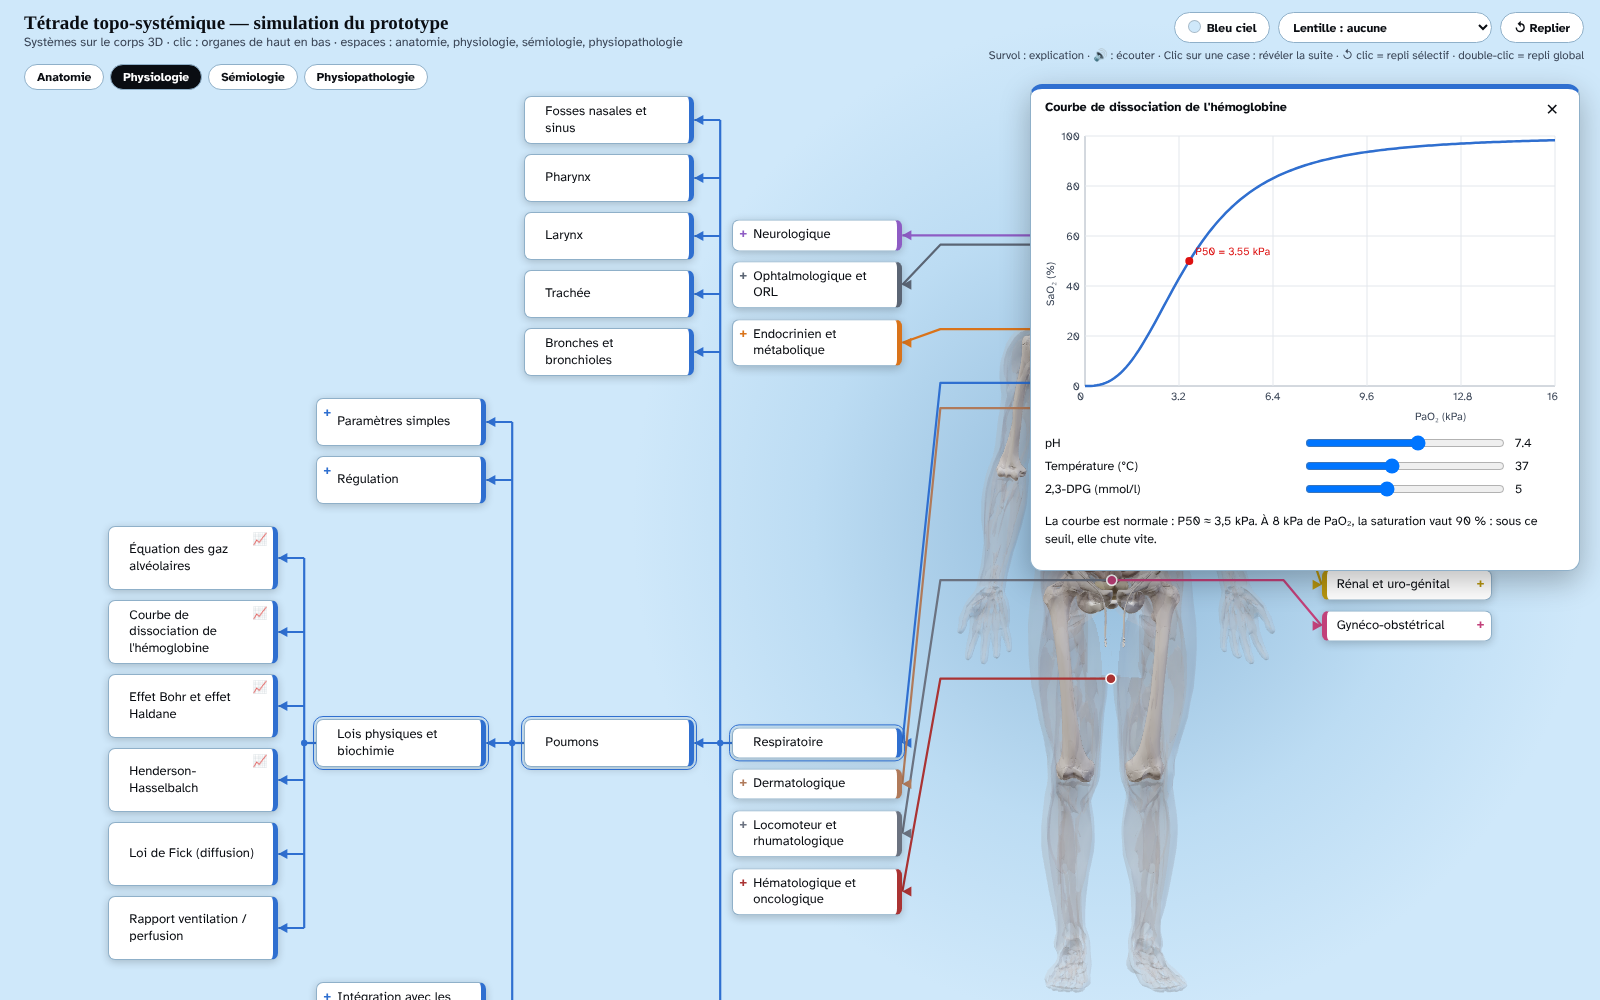 Tétrade topo-systémique — simulation du prototype
Systèmes sur le corps 3D · clic : organes de haut en bas · espaces : anatomie, physiologie, sémiologie, physiopathologie
Anatomie
Physiologie
Sémiologie
Physiopathologie
Bleu ciel
Lentille : aucune
↺ Replier
Survol : explication · 🔊 : écouter · Clic sur une case : révéler la suite · ↺ clic = repli sélectif · double-clic = repli global
Fosses nasales et
sinus
Pharynx
Larynx
Trachée
Bronches et
bronchioles
+ Neurologique
+ Ophtalmologique et
ORL
+ Endocrinien et
métabolique
+ Paramètres simples
+ Régulation
Équation des gaz
alvéolaires
Courbe de
dissociation de
l'hémoglobine
Effet Bohr et effet
Haldane
Henderson-
Hasselbalch
Loi de Fick (diffusion)
Rapport ventilation /
perfusion
Lois physiques et
biochimie
Poumons
Respiratoire
+ Dermatologique
+ Locomoteur et
rhumatologique
+ Hématologique et
oncologique
+ Intégration avec les
Courbe de dissociation de l'hémoglobine
✕
100
80
60
40
20
0
SaO₂ (%)
P50 = 3.55 kPa
0
3.2
6.4
9.6
12.8
16
PaO₂ (kPa)
pH
7.4
Température (°C)
37
2,3-DPG (mmol/l)
5
La courbe est normale : P50 ≈ 3,5 kPa. À 8 kPa de PaO₂, la saturation vaut 90 % : sous ce
seuil, elle chute vite.
Rénal et uro-génital +
Gynéco-obstétrical +